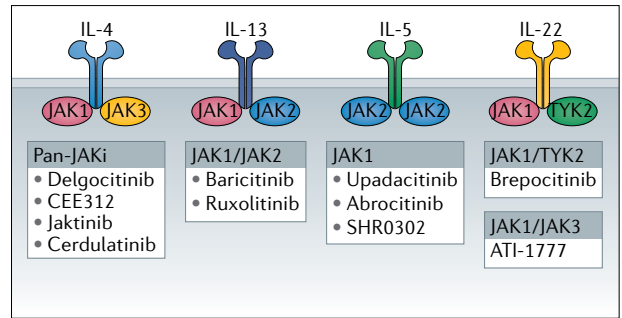 IL-4
IL-13
IL-5
IL-22
JAK1 JAK3
JAK1 JAK2
JAK2 JAK2
JAK1 TYK2
Pan-JAKi
• Delgocitinib
• CEE312
• Jaktinib
• Cerdulatinib
JAK1/JAK2
• Baricitinib
• Ruxolitinib
JAK1
• Upadacitinib
• Abrocitinib
• SHR0302
JAK1/TYK2
Brepocitinib
JAK1/JAK3
ATI-1777